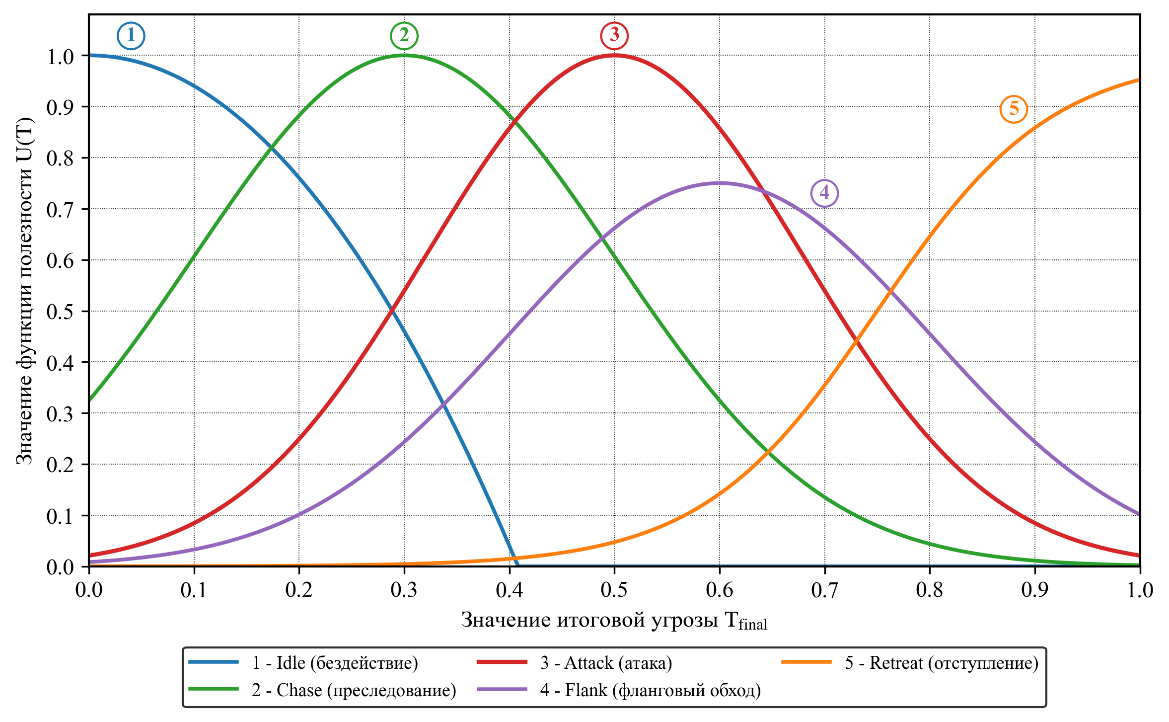 1 2 3
5
4
Значение функции полезности U(T)
1.0
0.9
0.8
0.7
0.6
0.5
0.4
0.3
0.2
0.1
0.0
0.0 0.1 0.2 0.3 0.4 0.5 0.6 0.7 0.8 0.9 1.0
Значение итоговой угрозы Tfinal
1 - Idle (бездействие) 3 - Attack (атака) 5 - Retreat (отступление)
2 - Chase (преследование) 4 - Flank (фланговый обход)